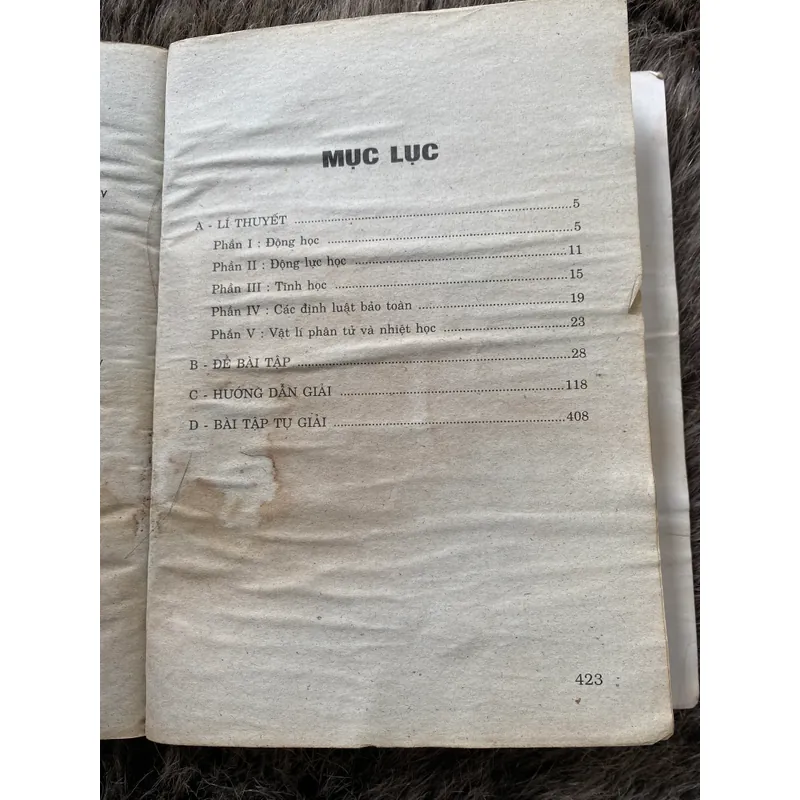 MỤC LỤC
A - LÍ THUYẾT ..........5
Phần I : Động học ..........5
Phần II : Động lực học ..........11
Phần III : Tĩnh học ..........15
Phần IV : Các định luật bảo toàn ..........19
Phần V : Vật lí phân tử và nhiệt học ..........23
B - ĐỀ BÀI TẬP ..........28
C - HƯỚNG DẪN GIẢI ..........118
D - BÀI TẬP TỰ GIẢI ..........408
423